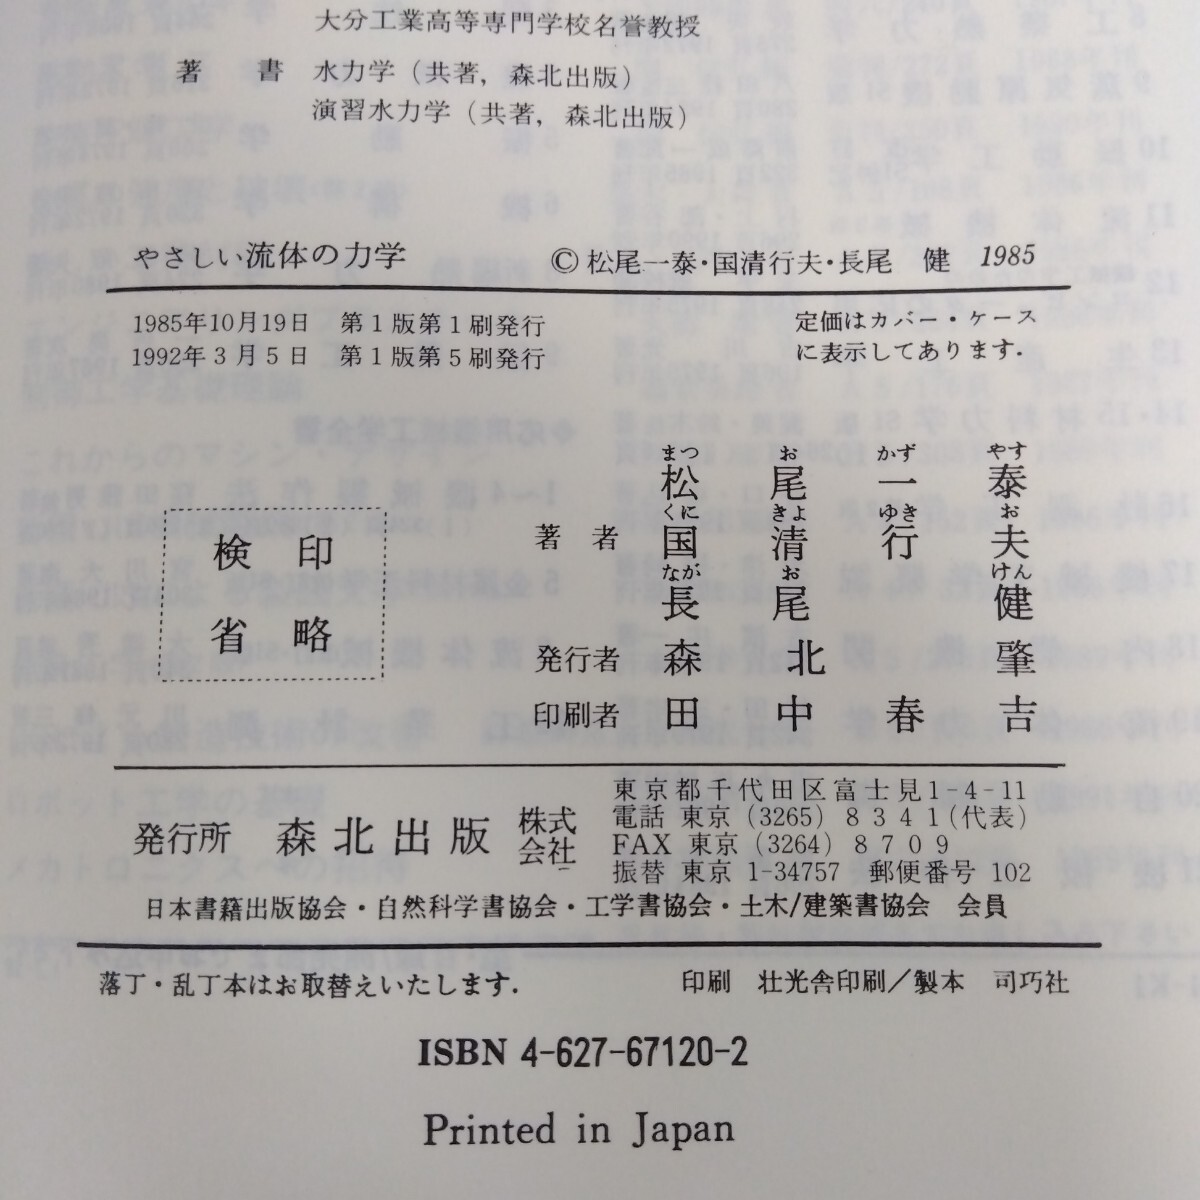 大分工業高等専門学校名誉教授
著 書 水力学(共著,森北出版)
演習水力学(共著,森北出版)
やさしい流体の力学 ©松尾一泰・国清行夫・長尾 健 1985
1985年10月19日 第1版第1刷発行
1992年3月5日 第1版第5刷発行
定価はカバー・ケース
に表示してあります.
検印
省略
まつ お かず やす
松尾一泰
くに きよ ゆき お
著者 国清行夫
なが お けん
長尾 健
発行者 森北 肇
印刷者 田中春吉
発行所 森北出版 株式会社
東京都千代田区富士見1-4-11
電話 東京(3265)8341(代表)
FAX 東京(3264)8709
振替 東京1-34757 郵便番号102
日本書籍出版協会・自然科学書協会・工学書協会・土木/建築書協会 会員
落丁・乱丁本はお取替えいたします. 印刷 壮光舎印刷/製本 司巧社
ISBN 4-627-67120-2
Printed in Japan